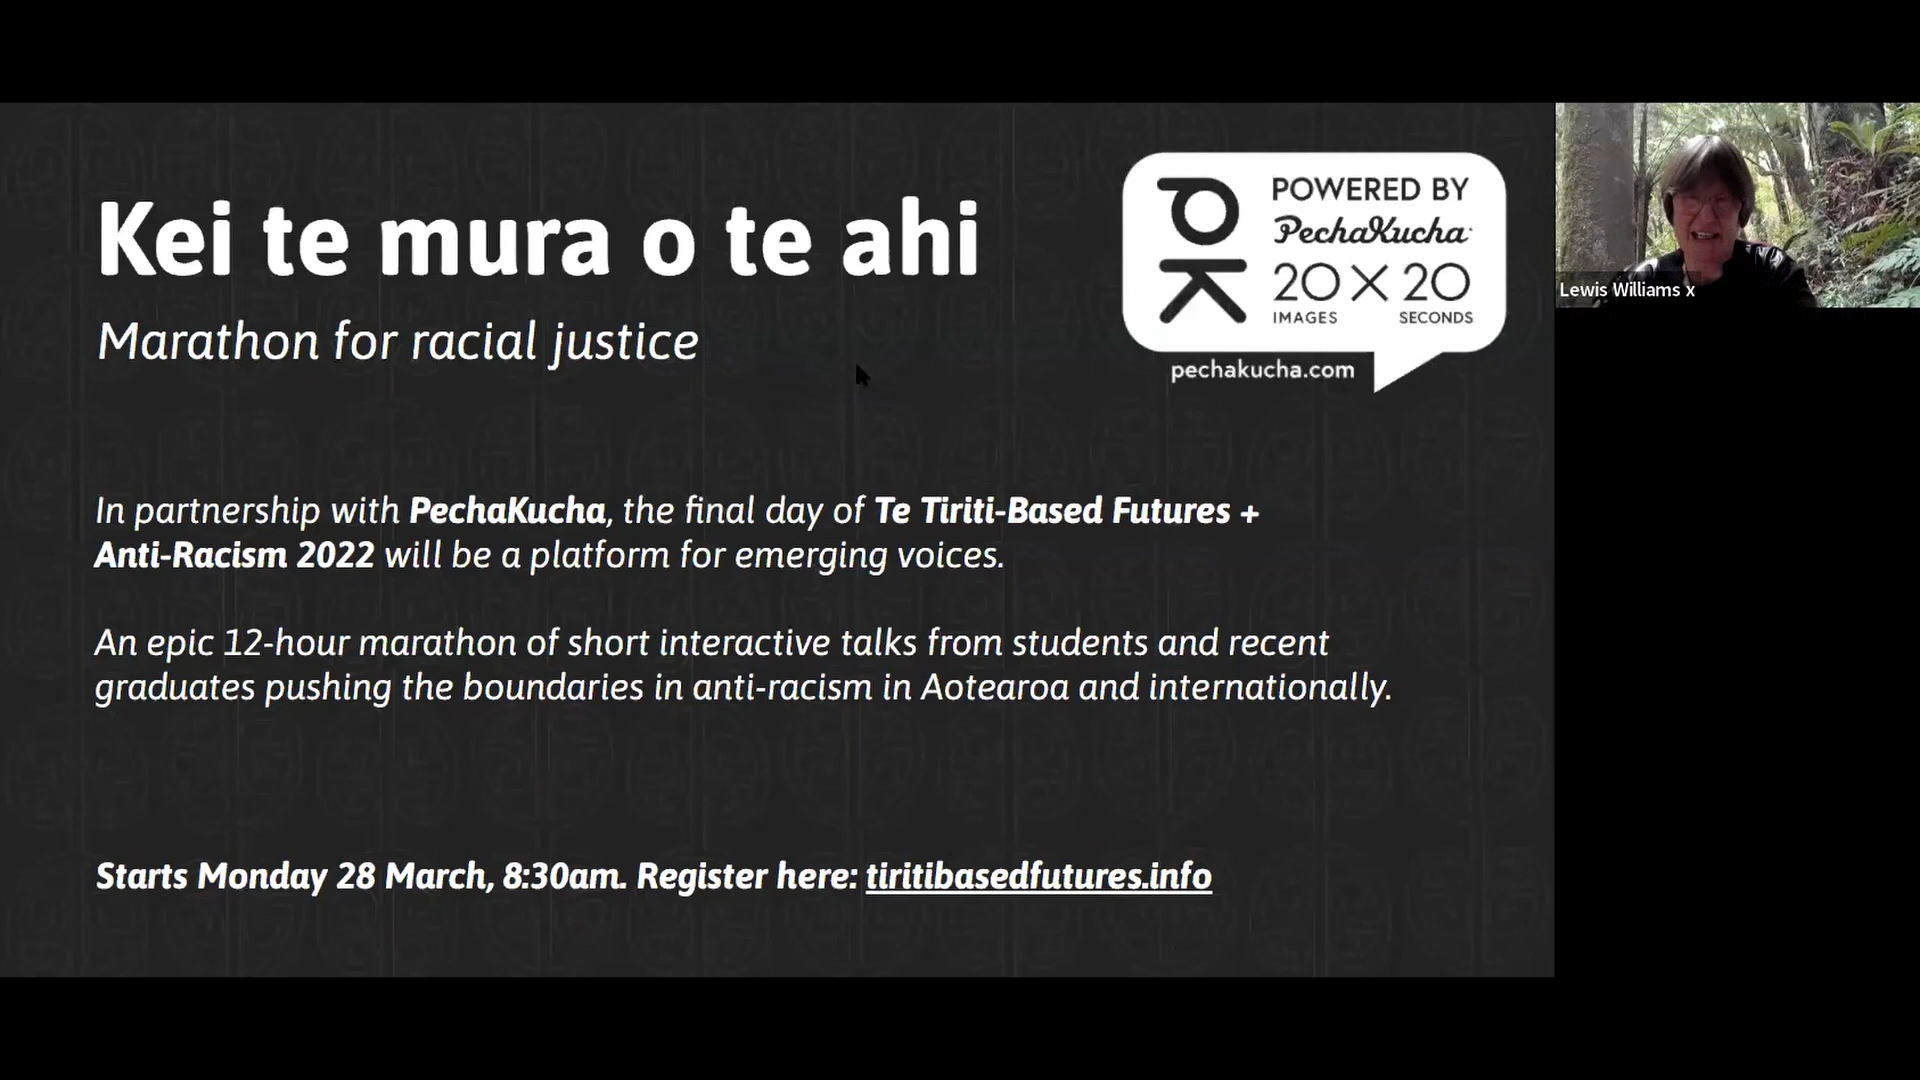 Kei te mura o te ahi
Marathon for racial justice
PK
POWERED BY
PechaKucha
20 X 20
IMAGES SECONDS
pechakucha.com
Lewis Williams x
In partnership with PechaKucha, the final day of Te Tiriti-Based Futures +
Anti-Racism 2022 will be a platform for emerging voices.
An epic 12-hour marathon of short interactive talks from students and recent
graduates pushing the boundaries in anti-racism in Aotearoa and internationally.
Starts Monday 28 March, 8:30am. Register here: tiritibasedfutures.info